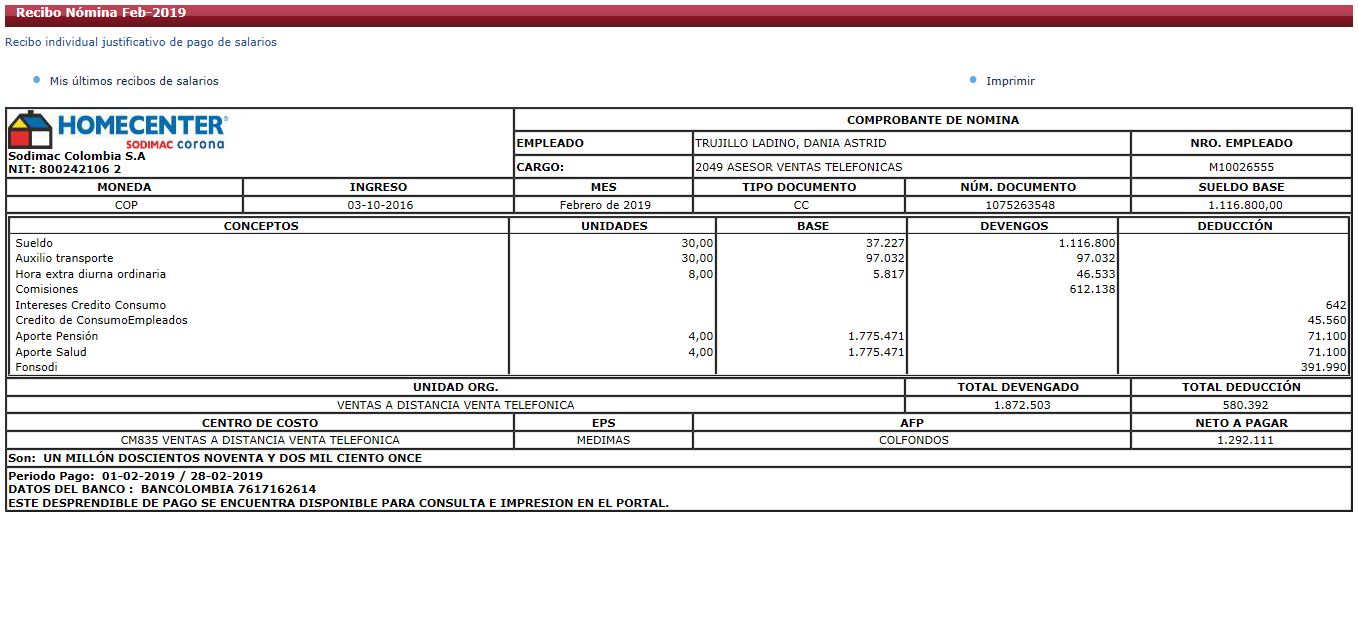 Recibo Nómina Feb-2019
Recibo individual justificativo de pago de salarios
Mis últimos recibos de salarios Imprimir
HOMECENTER
SODIMAC corona
Sodimac Colombia S.A
NIT: 800242106 2
COMPROBANTE DE NOMINA
EMPLEADO TRUJILLO LADINO, DANIA ASTRID NRO. EMPLEADO
CARGO: 2049 ASESOR VENTAS TELEFONICAS M10026555
MONEDA INGRESO MES TIPO DOCUMENTO NÚM. DOCUMENTO SUELDO BASE
COP 03-10-2016 Febrero de 2019 CC 1075263548 1.116.800,00
CONCEPTOS UNIDADES BASE DEVENGOS DEDUCCIÓN
Sueldo 30,00 37.227 1.116.800
Auxilio transporte 30,00 97.032 97.032
Hora extra diurna ordinaria 8,00 5.817 46.533
Comisiones 612.138
Intereses Credito Consumo 642
Credito de ConsumoEmpleados 45.560
Aporte Pensión 4,00 1.775.471 71.100
Aporte Salud 4,00 1.775.471 71.100
Fonsodi 391.990
UNIDAD ORG. TOTAL DEVENGADO TOTAL DEDUCCIÓN
VENTAS A DISTANCIA VENTA TELEFONICA 1.872.503 580.392
CENTRO DE COSTO EPS AFP NETO A PAGAR
CM835 VENTAS A DISTANCIA VENTA TELEFONICA MEDIMAS COLFONDOS 1.292.111
Son: UN MILLÓN DOSCIENTOS NOVENTA Y DOS MIL CIENTO ONCE
Periodo Pago: 01-02-2019 / 28-02-2019
DATOS DEL BANCO : BANCOLOMBIA 7617162614
ESTE DESPRENDIBLE DE PAGO SE ENCUENTRA DISPONIBLE PARA CONSULTA E IMPRESION EN EL PORTAL.